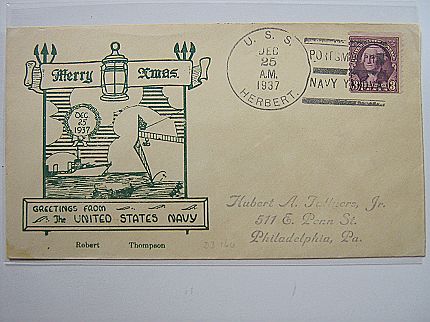 Merry Xmas
DEC
25
1937
GREETINGS FROM
The UNITED STATES NAVY
Robert Thompson
U. S. S.
DEC
25
A.M.
1937
HERBERT.
NAVY
3
Hubert A.
Jr.
511 E. Penn St.
Philadelphia, Pa.